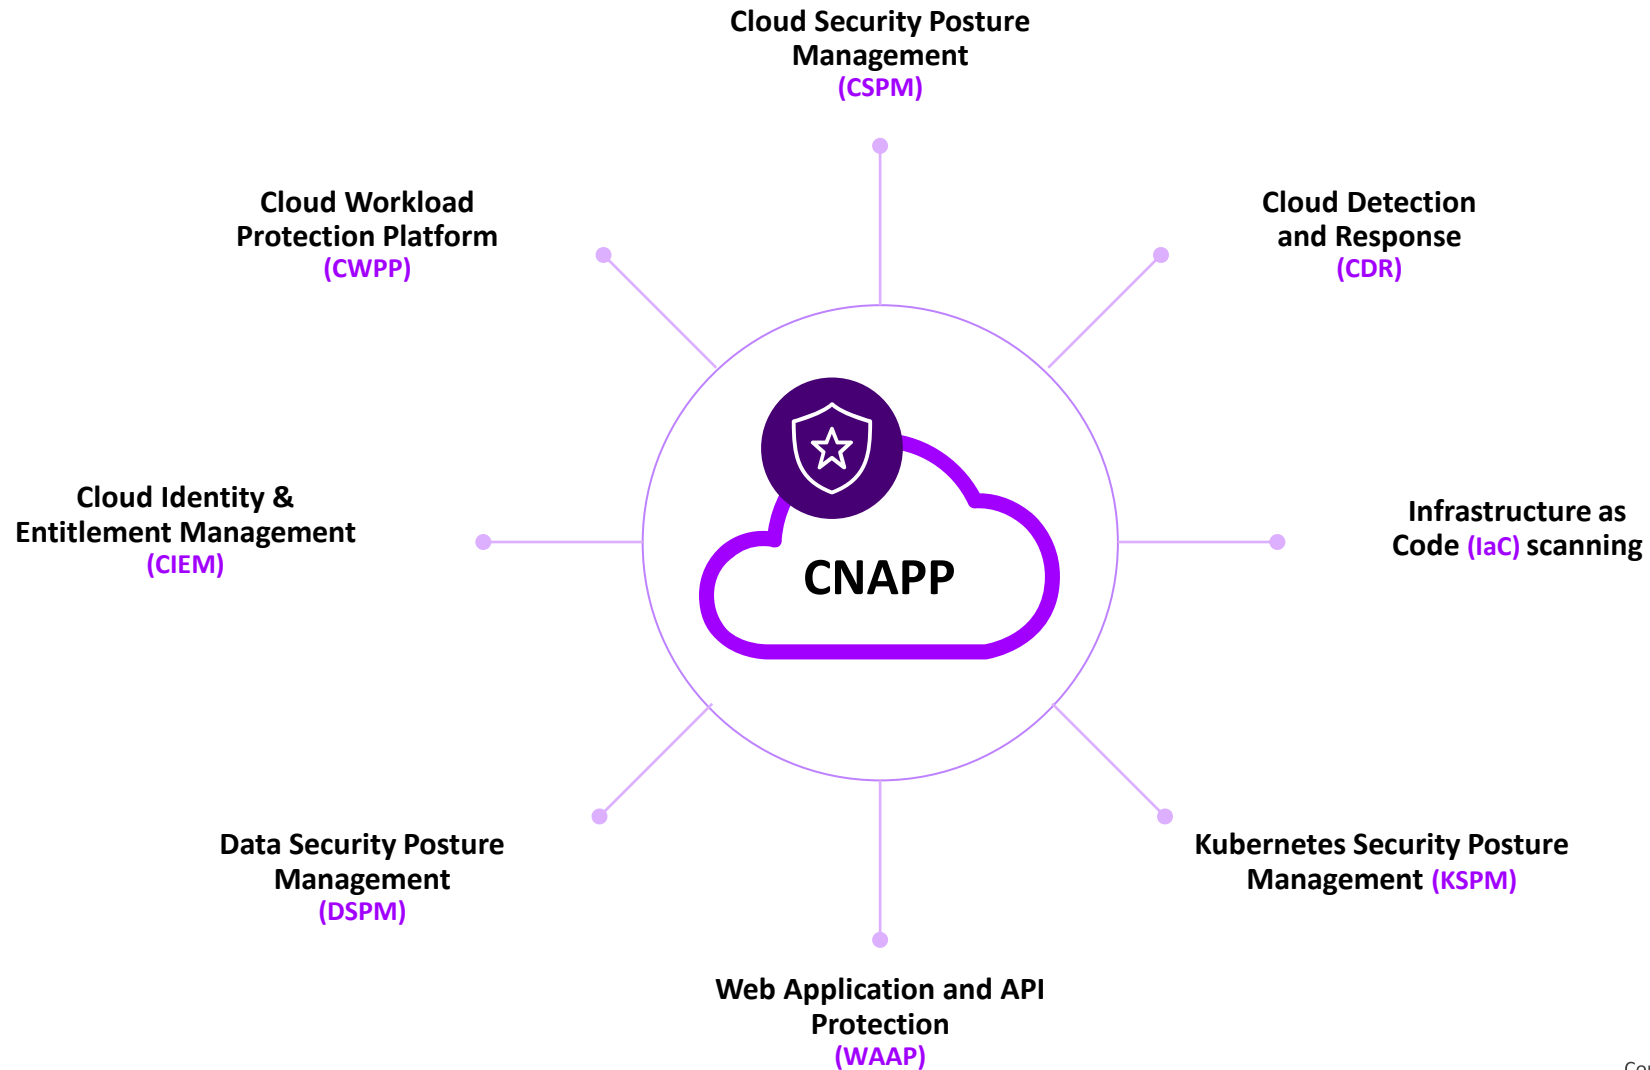 Cloud Security Posture
Management
(CSPM)
Cloud Workload
Protection Platform
(CWPP)
Cloud Detection
and Response
(CDR)
Cloud Identity &
Entitlement Management
(CIEM)
CNAPP
Infrastructure as
Code (IaC) scanning
Data Security Posture
Management
(DSPM)
Kubernetes Security Posture
Management (KSPM)
Web Application and API
Protection
(WAAP)